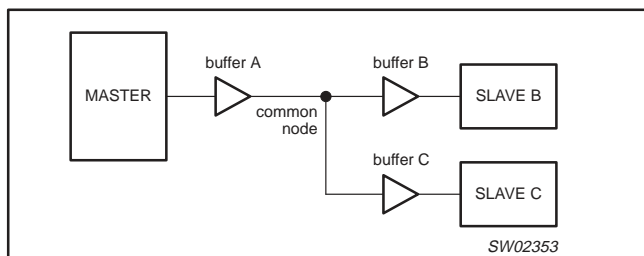 buffer A
buffer B
MASTER
SLAVE B
common
node
buffer C
SLAVE C
SW02353